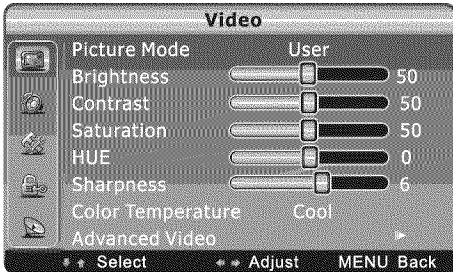 Video
Picture Mode User
Brightness 50
Contrast 50
Saturation 50
HUE 0
Sharpness 6
Color Temperature Cool
Advanced Video
Select Adjust MENU Back